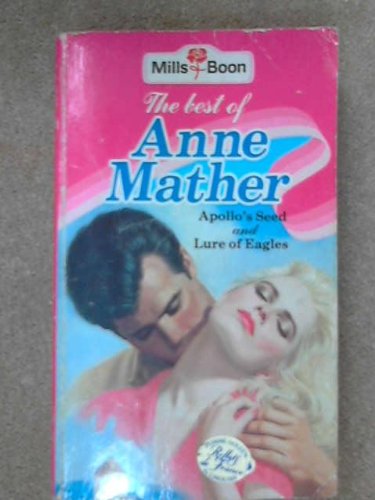 Mills Boon
The best of
Anne
Mather
Apollo's Seed
and
Lure of Eagles